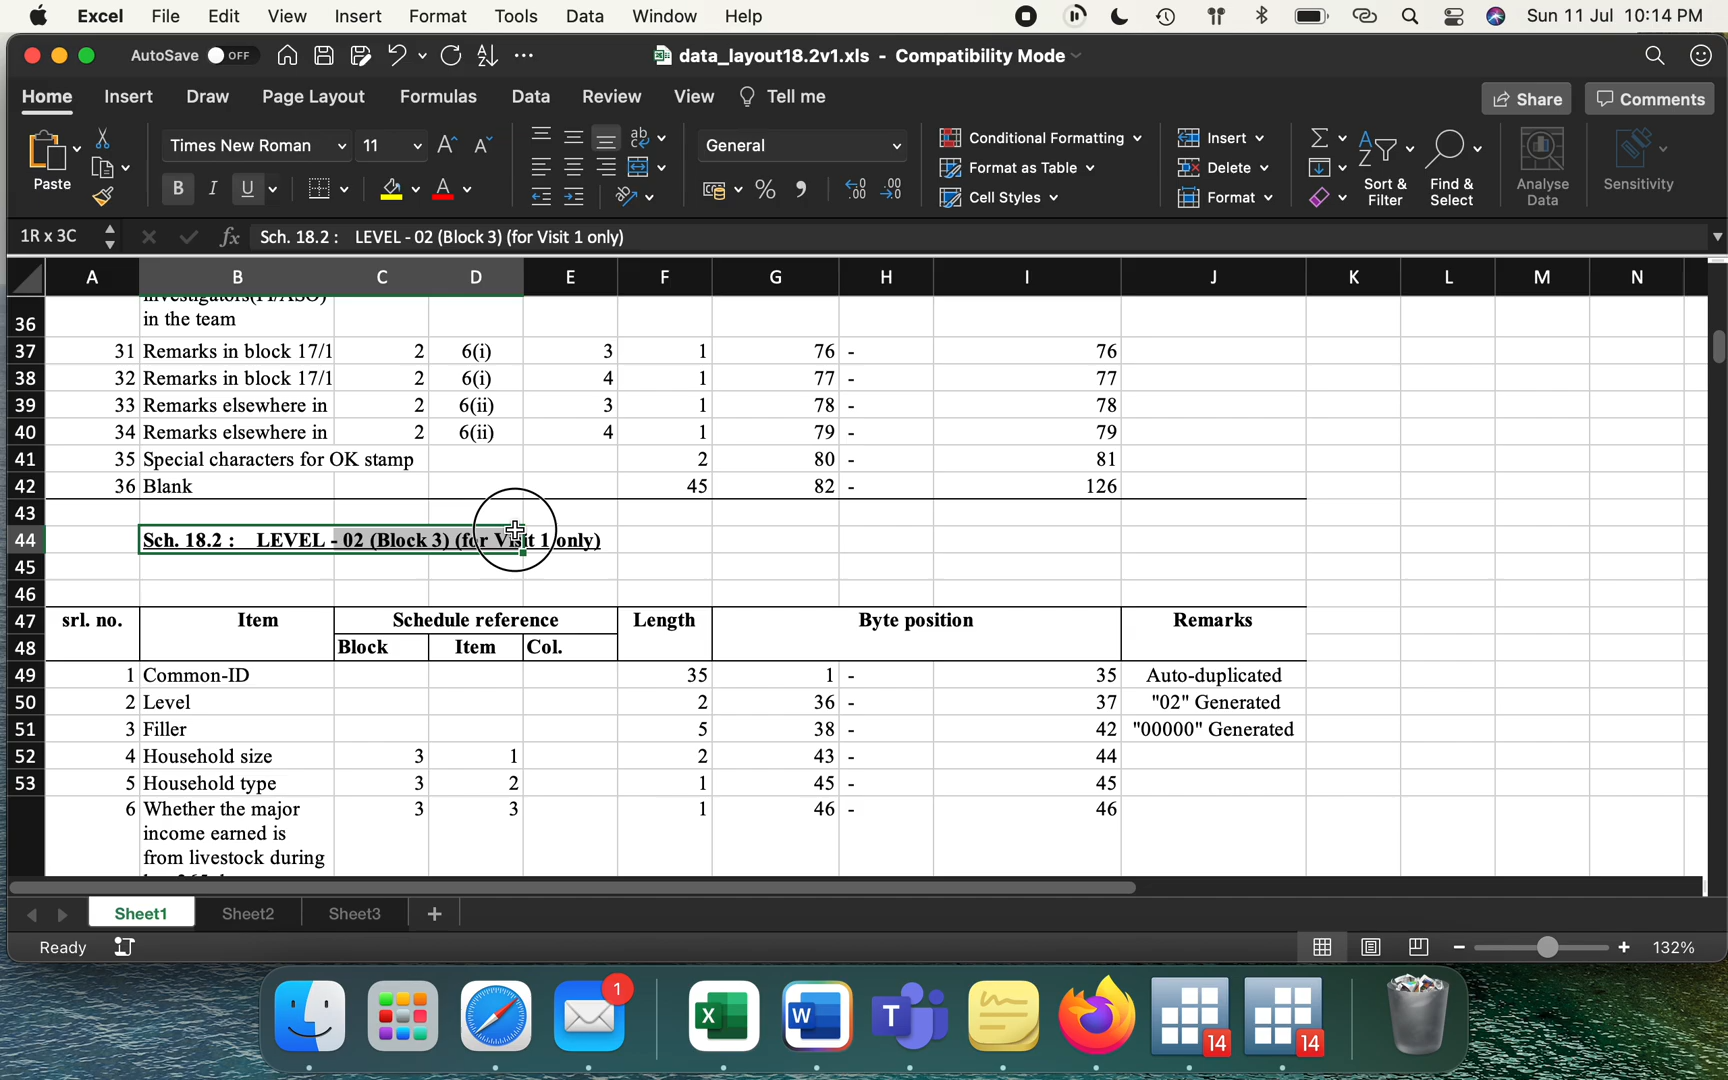 Excel File Edit View Insert Format Tools Data Window Help Sun 11 Jul 10:14 PM
AutoSave OFF data_layout18.2v1.xls - Compatibility Mode
Home Insert Draw Page Layout Formulas Data Review View Tell me Share Comments
Paste Times New Roman 11 General Conditional Formatting Insert
Format as Table Delete Sort & Filter Find & Select Analyse Data Sensitivity
B I U Cell Styles Format
1R x 3C fx Sch. 18.2 : LEVEL - 02 (Block 3) (for Visit 1 only)
A B C D E F G H I J K L M N
36 in the team
37 31 Remarks in block 17/1 2 6(i) 3 1 76 - 76
38 32 Remarks in block 17/1 2 6(i) 4 1 77 - 77
39 33 Remarks elsewhere in 2 6(ii) 3 1 78 - 78
40 34 Remarks elsewhere in 2 6(ii) 4 1 79 - 79
41 35 Special characters for OK stamp 2 80 - 81
42 36 Blank 45 82 - 126
43
44 Sch. 18.2 : LEVEL - 02 (Block 3) (for Visit 1 only)
45
46
47 srl. no. Item Schedule reference Length Byte position Remarks
48 Block Item Col.
49 1 Common-ID 35 1 - 35 Auto-duplicated
50 2 Level 2 36 - 37 "02" Generated
51 3 Filler 5 38 - 42 "00000" Generated
52 4 Household size 3 1 2 43 - 44
53 5 Household type 3 2 1 45 - 45
6 Whether the major 3 3 1 46 - 46
income earned is
from livestock during
Sheet1 Sheet2 Sheet3 +
Ready 132%
1
X W T 14 14